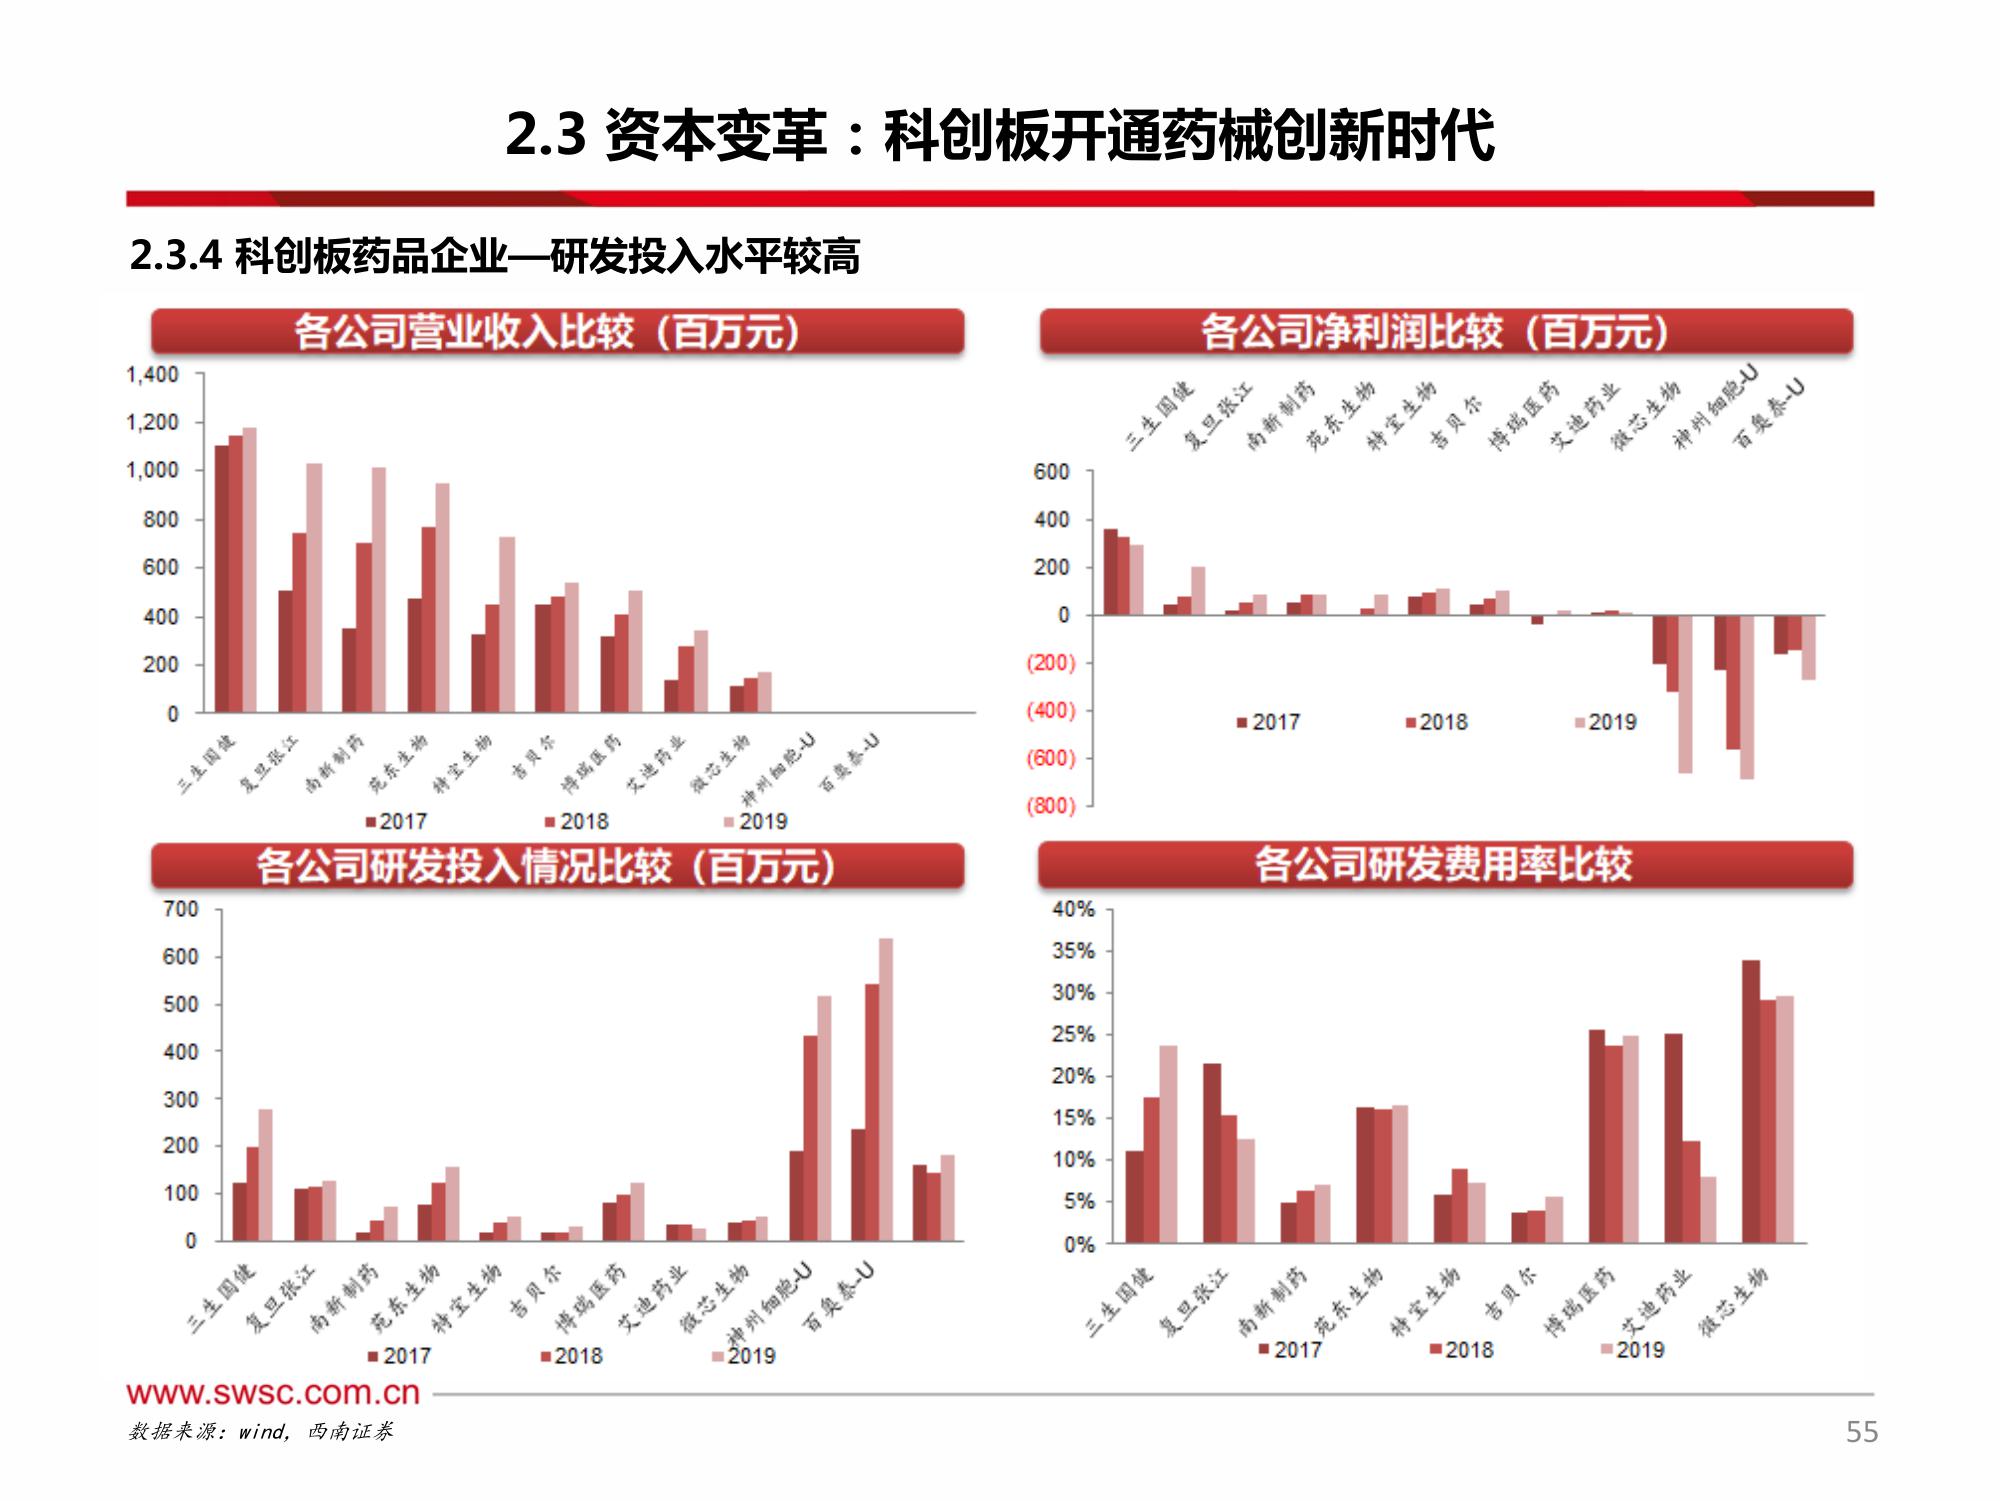 2.3 资本变革：科创板开通药械创新时代
2.3.4 科创板药品企业—研发投入水平较高
各公司营业收入比较（百万元）
1,400
1,200
1,000
800
600
400
200
0
三生国健
复旦张江
南新制药
苑东生物
特宝生物
吉贝尔
博瑞医药
艾迪药业
微芯生物
神州细胞-U
百奥泰-U
2017
2018
2019
各公司净利润比较（百万元）
三生国健
复旦张江
南新制药
苑东生物
特宝生物
吉贝尔
博瑞医药
艾迪药业
微芯生物
神州细胞-U
百奥泰-U
600
400
200
0
(200)
(400)
(600)
(800)
2017
2018
2019
各公司研发投入情况比较（百万元）
700
600
500
400
300
200
100
0
三生国健
复旦张江
南新制药
苑东生物
特宝生物
吉贝尔
博瑞医药
艾迪药业
微芯生物
神州细胞-U
百奥泰-U
2017
2018
2019
各公司研发费用率比较
40%
35%
30%
25%
20%
15%
10%
5%
0%
三生国健
复旦张江
南新制药
苑东生物
特宝生物
吉贝尔
博瑞医药
艾迪药业
微芯生物
2017
2018
2019
www.swsc.com.cn
数据来源：wind，西南证券
55